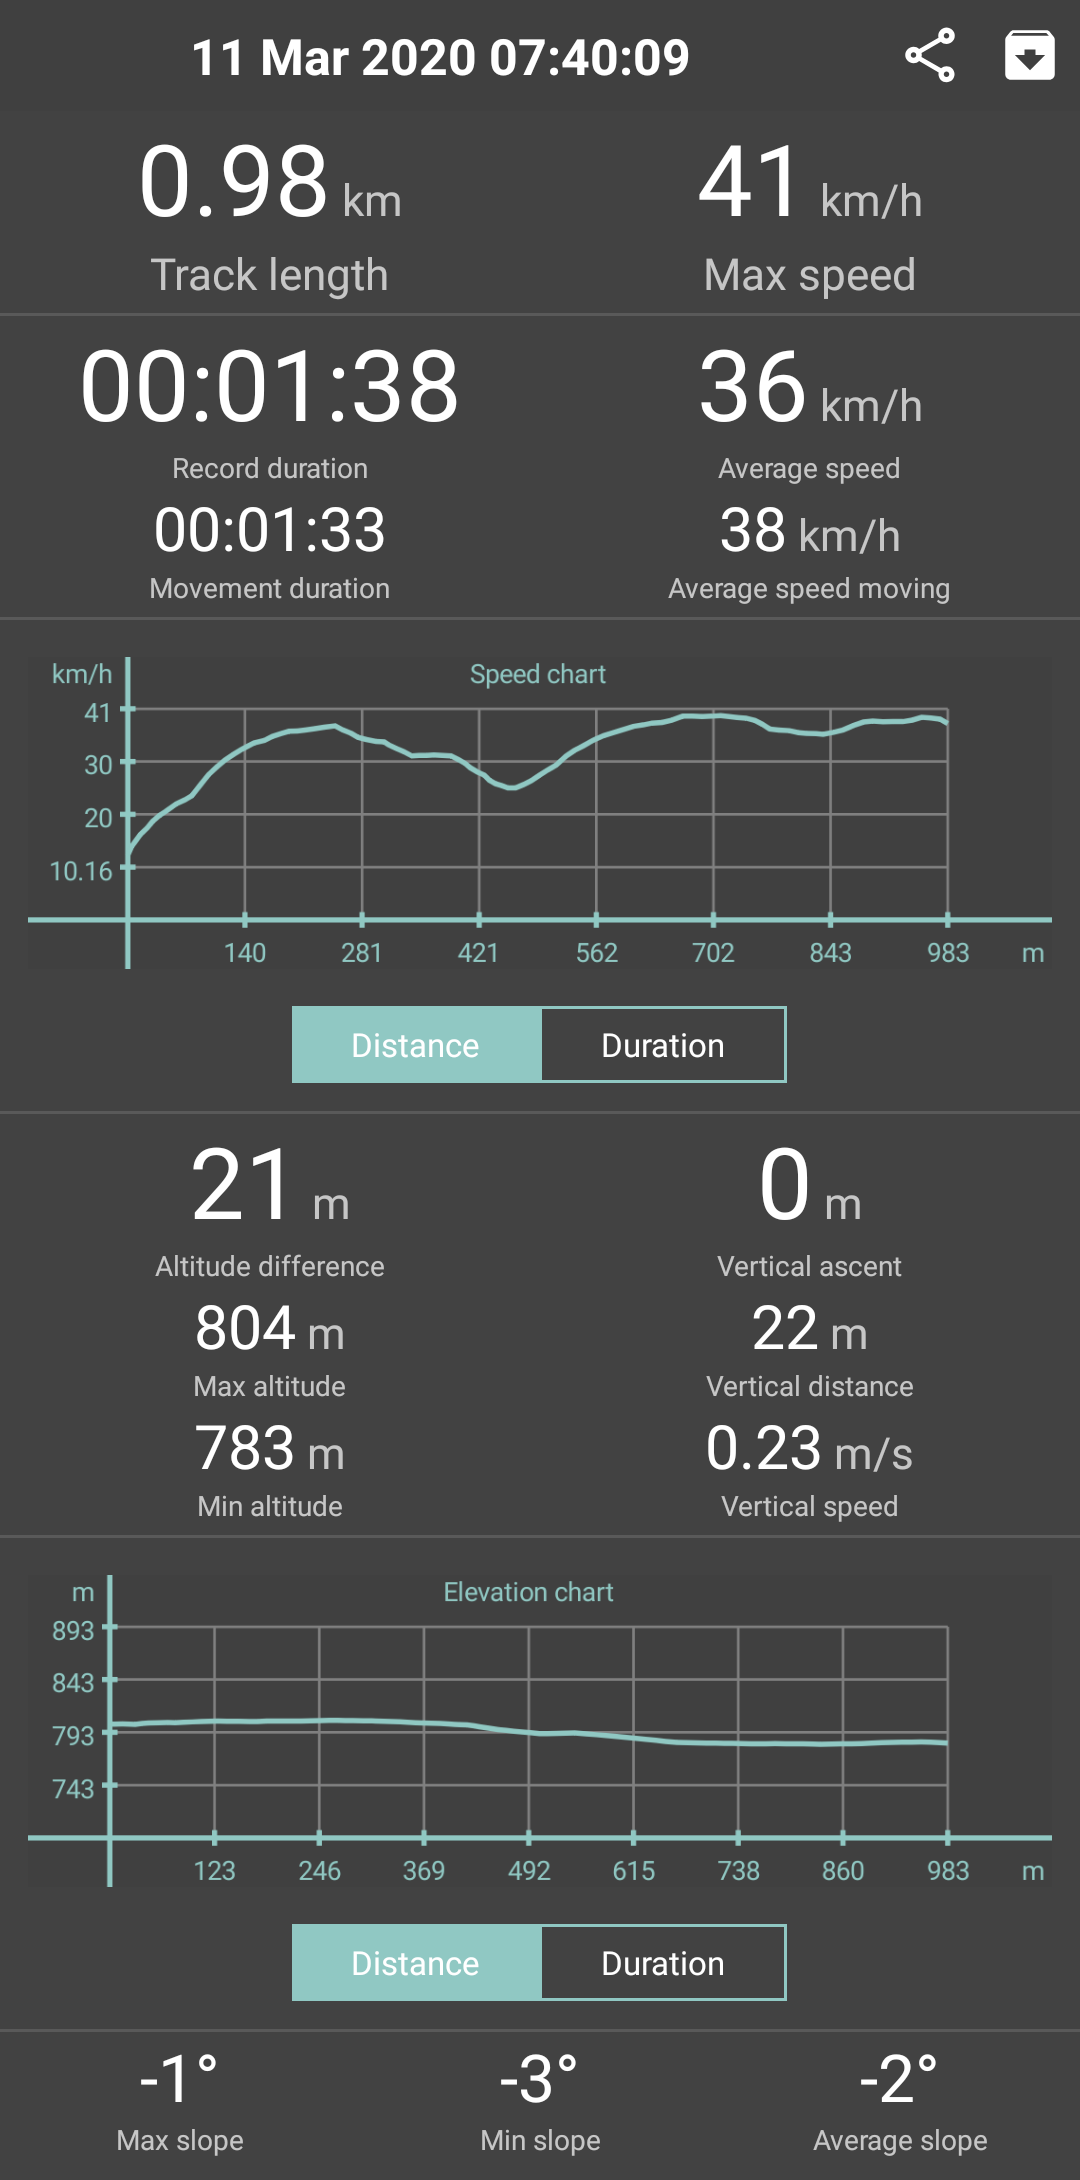 11 Mar 2020 07:40:09
0.98 km
Track length
41 km/h
Max speed
00:01:38
Record duration
00:01:33
Movement duration
36 km/h
Average speed
38 km/h
Average speed moving
km/h
Speed chart
41
30
20
10.16
140 281 421 562 702 843 983 m
Distance Duration
21 m
Altitude difference
804 m
Max altitude
783 m
Min altitude
0 m
Vertical ascent
22 m
Vertical distance
0.23 m/s
Vertical speed
m
Elevation chart
893
843
793
743
123 246 369 492 615 738 860 983 m
Distance Duration
-1°
Max slope
-3°
Min slope
-2°
Average slope